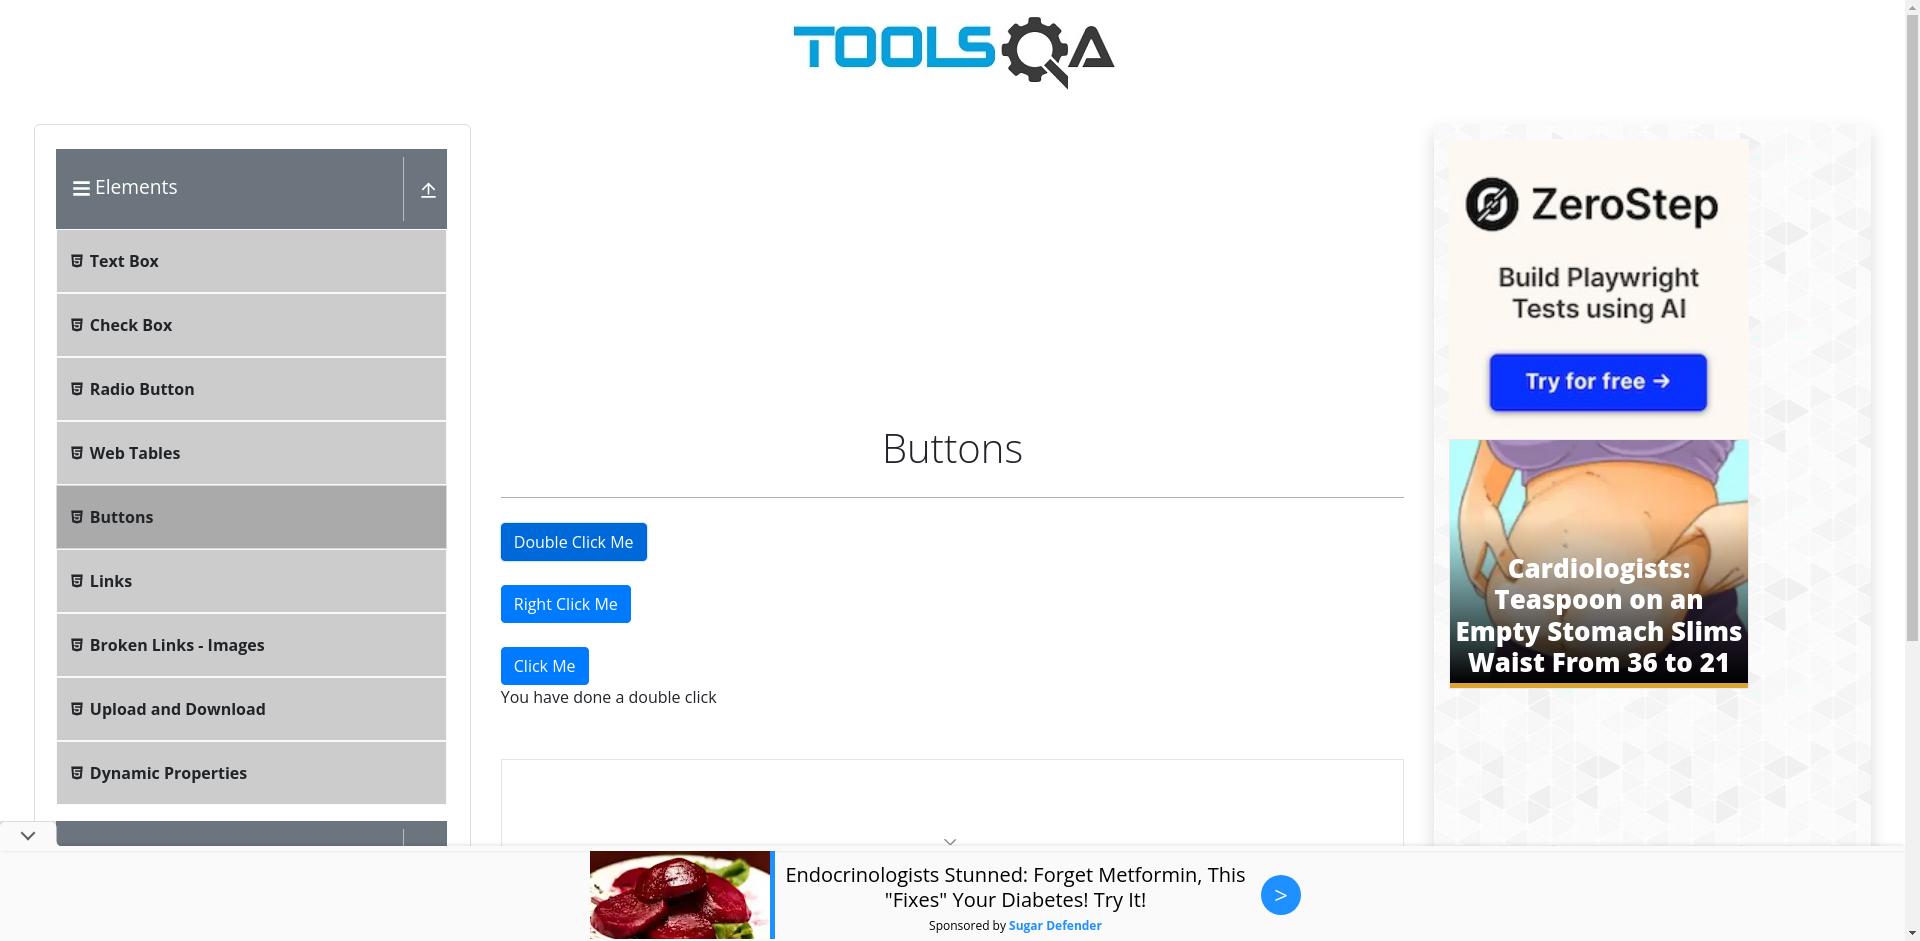 TOOLSQA
Elements
Text Box
Check Box
Radio Button
Web Tables
Buttons
Links
Broken Links - Images
Upload and Download
Dynamic Properties
Buttons
Double Click Me
Right Click Me
Click Me
You have done a double click
ZeroStep
Build Playwright
Tests using AI
Try for free →
Cardiologists:
Teaspoon on an
Empty Stomach Slims
Waist From 36 to 21
Endocrinologists Stunned: Forget Metformin, This
"Fixes" Your Diabetes! Try It!
Sponsored by Sugar Defender
>